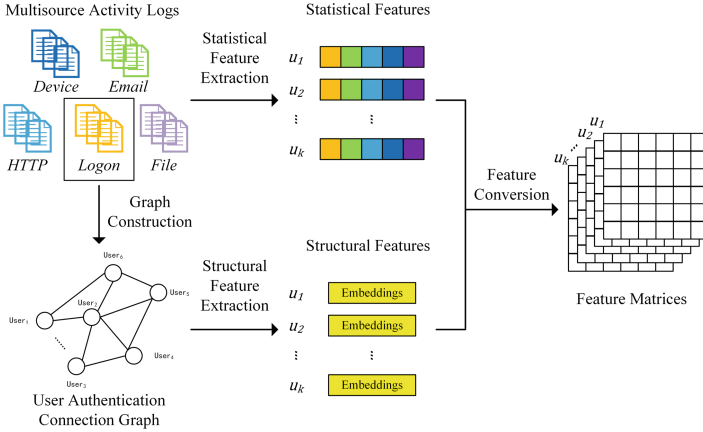 Multisource Activity Logs
Device
Email
HTTP
Logon
File
Statistical
Feature
Extraction
Statistical Features
u1
u2
...
...
uk
Graph
Construction
User6
User5
User2
User1
......
User4
User3
User Authentication
Connection Graph
Structural
Feature
Extraction
Structural Features
u1
Embeddings
u2
Embeddings
...
...
uk
Embeddings
Feature
Conversion
u1
u2
...
uk
Feature Matrices